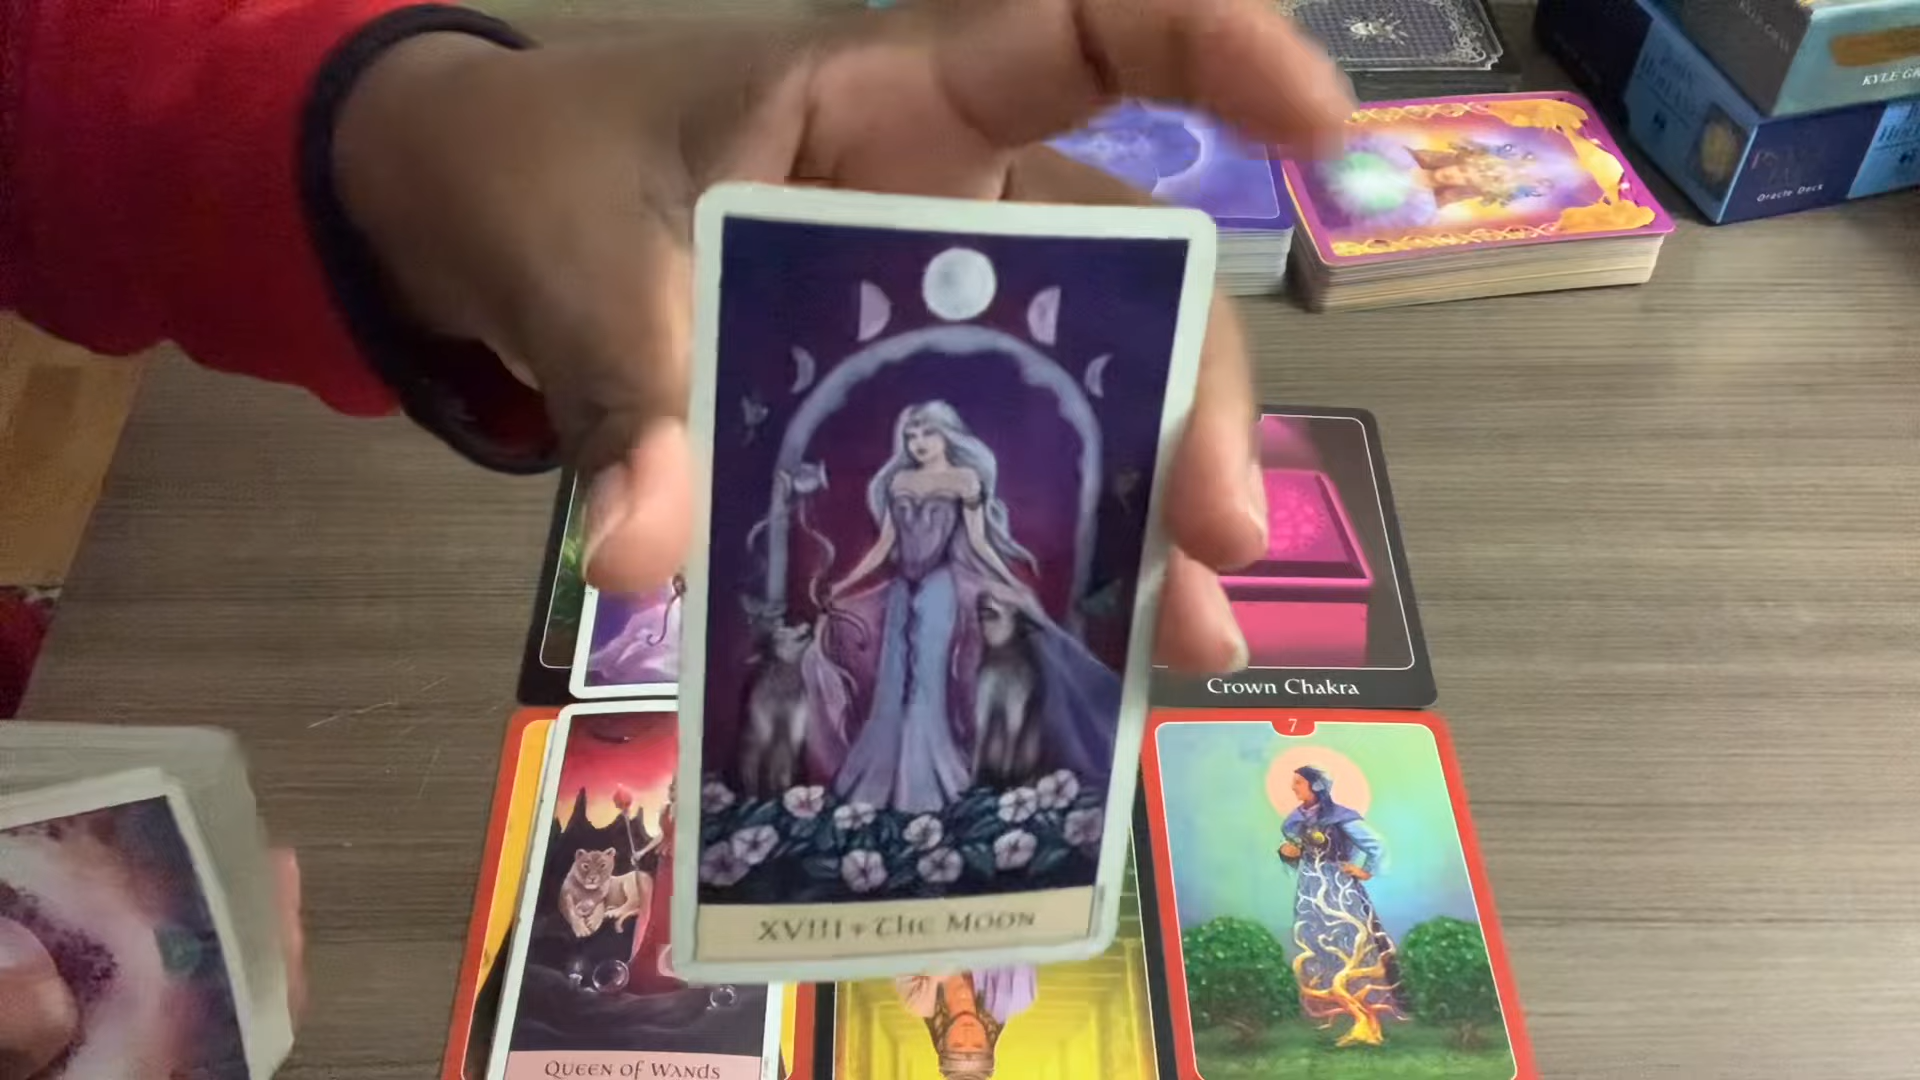 KYLE GR
Oracle Deck
XVIII The Moon
Crown Chakra
7
Queen of Wands